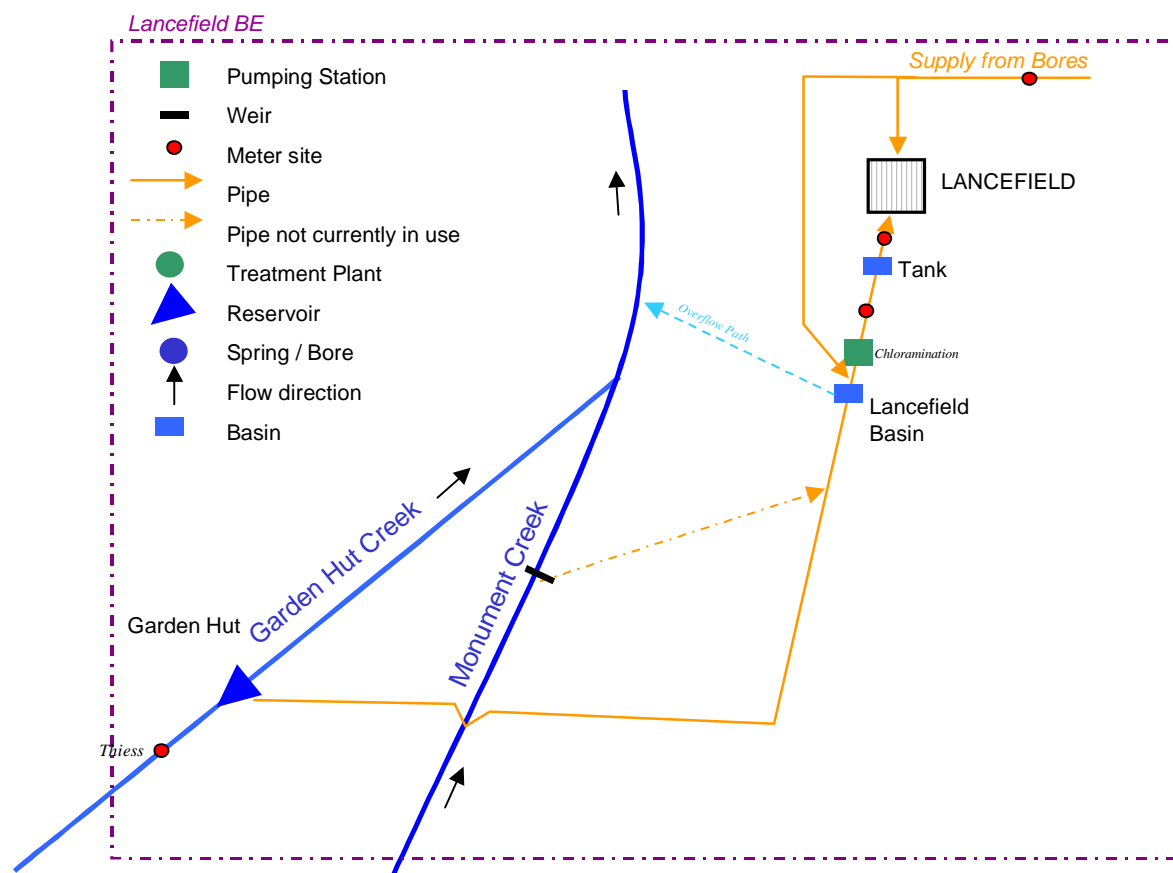 Lancefield BE
Supply from Bores
Pumping Station
Weir
Meter site
Pipe
Pipe not currently in use
Treatment Plant
Reservoir
Spring / Bore
Flow direction
Basin
LANCEFIELD
Tank
Overflow Path
Chloramination
Lancefield
Basin
Garden Hut Creek
Monument Creek
Garden Hut
Thiess